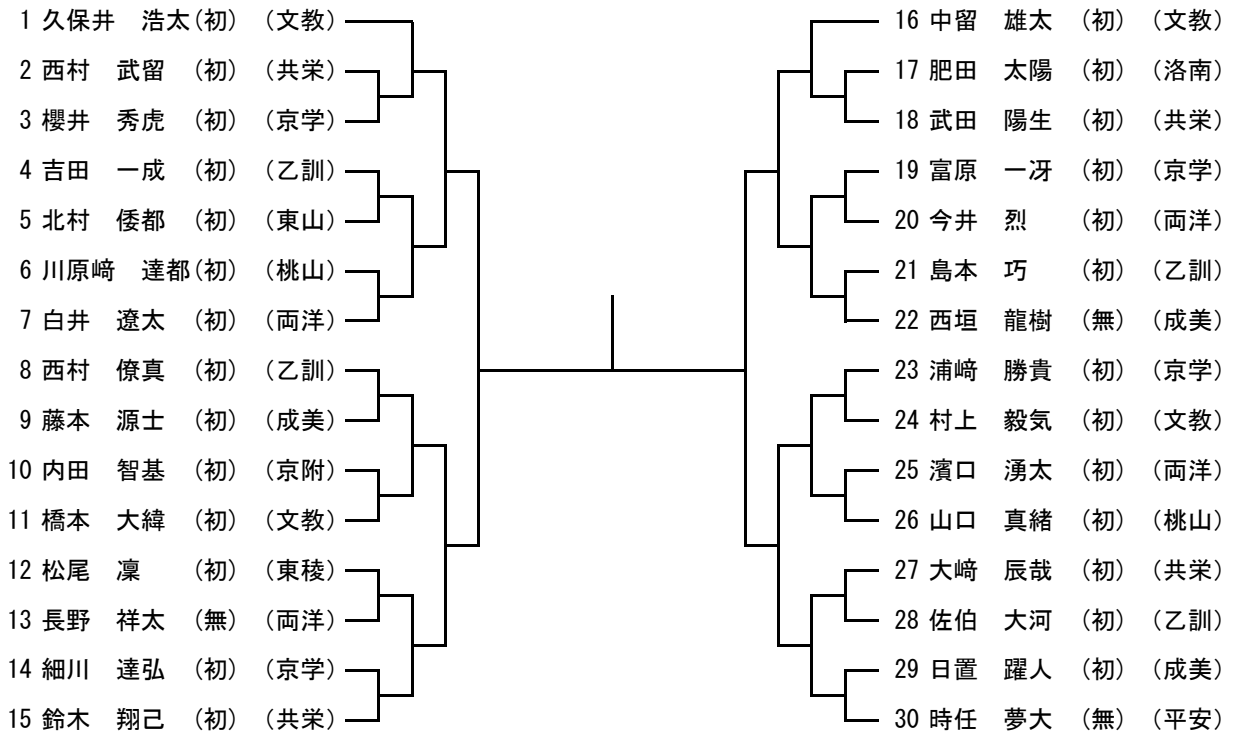 1 久保井　浩太(初)　(文教)
2 西村　武留　(初)　(共栄)
3 櫻井　秀虎　(初)　(京学)
4 吉田　一成　(初)　(乙訓)
5 北村　倭都　(初)　(東山)
6 川原﨑　達都(初)　(桃山)
7 白井　遼太　(初)　(両洋)
8 西村　僚真　(初)　(乙訓)
9 藤本　源士　(初)　(成美)
10 内田　智基　(初)　(京附)
11 橋本　大緯　(初)　(文教)
12 松尾　凜　　(初)　(東稜)
13 長野　祥太　(無)　(両洋)
14 細川　達弘　(初)　(京学)
15 鈴木　翔己　(初)　(共栄)
16 中留　雄太　(初)　(文教)
17 肥田　太陽　(初)　(洛南)
18 武田　陽生　(初)　(共栄)
19 富原　一冴　(初)　(京学)
20 今井　烈　　(初)　(両洋)
21 島本　巧　　(初)　(乙訓)
22 西垣　龍樹　(無)　(成美)
23 浦﨑　勝貴　(初)　(京学)
24 村上　毅気　(初)　(文教)
25 濱口　湧太　(初)　(両洋)
26 山口　真緒　(初)　(桃山)
27 大﨑　辰哉　(初)　(共栄)
28 佐伯　大河　(初)　(乙訓)
29 日置　躍人　(初)　(成美)
30 時任　夢大　(無)　(平安)